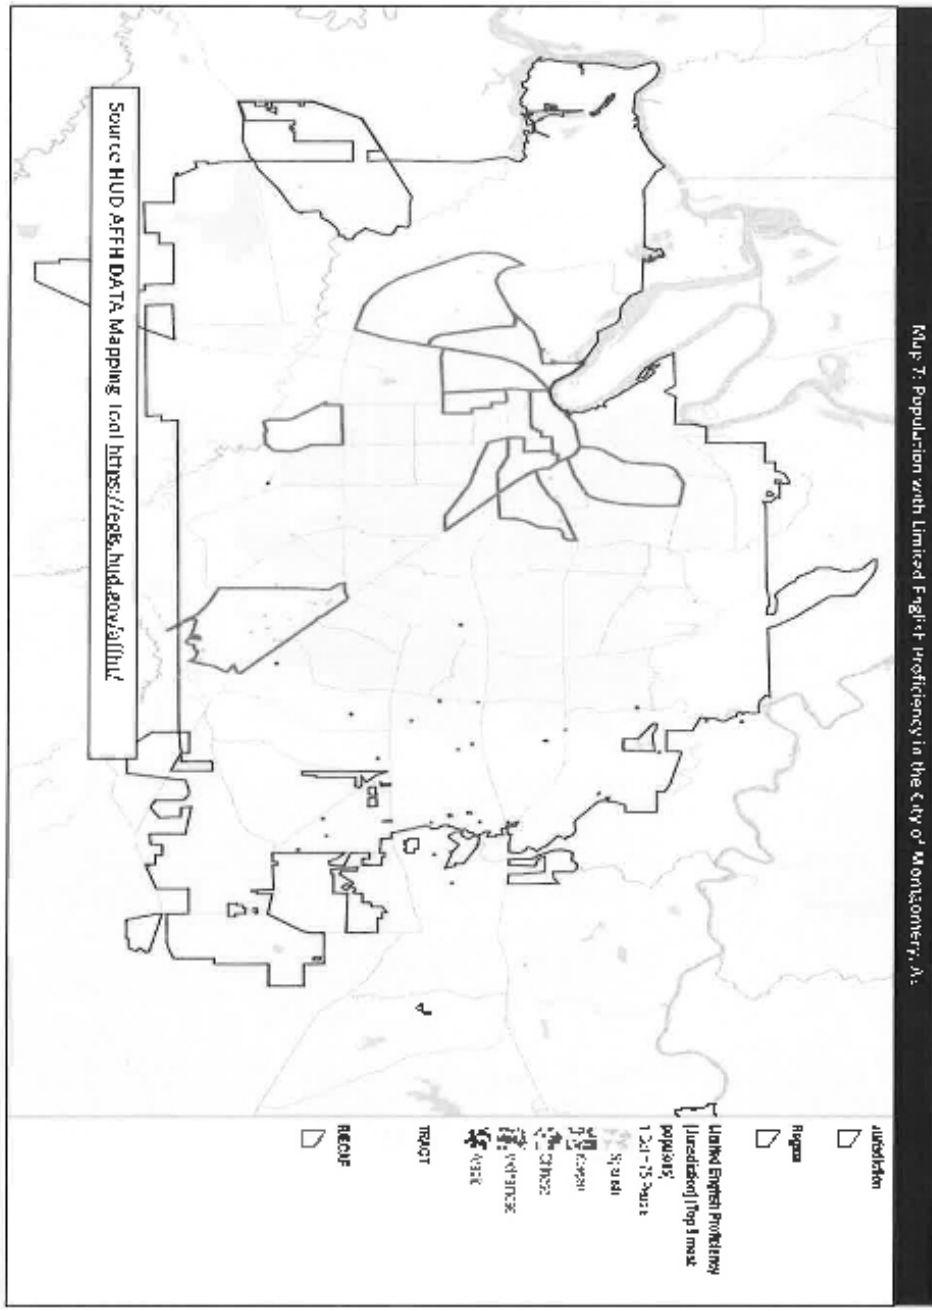 Map 7: Population with Limited English Proficiency in the City of Montgomery, AL
Jurisdiction
Region
Limited English Proficiency
[Jurisdiction] (Top 5 most
populous)
1 Dot = 75 People
Spanish
Korean
Chinese
Vietnamese
Arabic
TRACT
R/ECAP
Source HUD AFFH DATA Mapping Tool https://egis.hud.gov/affht/